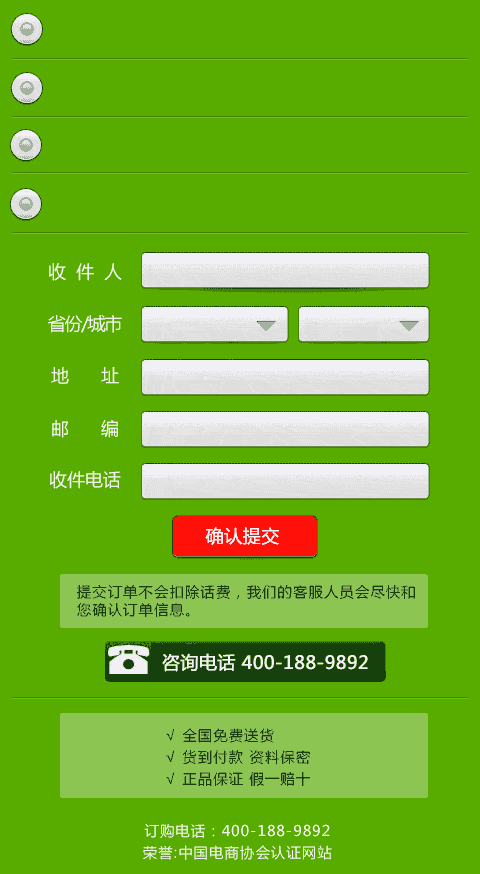 收 件 人
省份/城市
地 址
邮 编
收件电话
确认提交
提交订单不会扣除话费，我们的客服人员会尽快和
您确认订单信息。
咨询电话 400-188-9892
√ 全国免费送货
√ 货到付款 资料保密
√ 正品保证 假一赔十
订购电话：400-188-9892
荣誉:中国电商协会认证网站